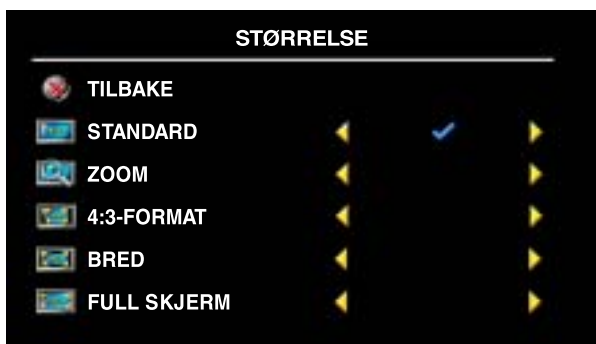 STØRRELSE
TILBAKE
STANDARD
ZOOM
4:3-FORMAT
BRED
FULL SKJERM